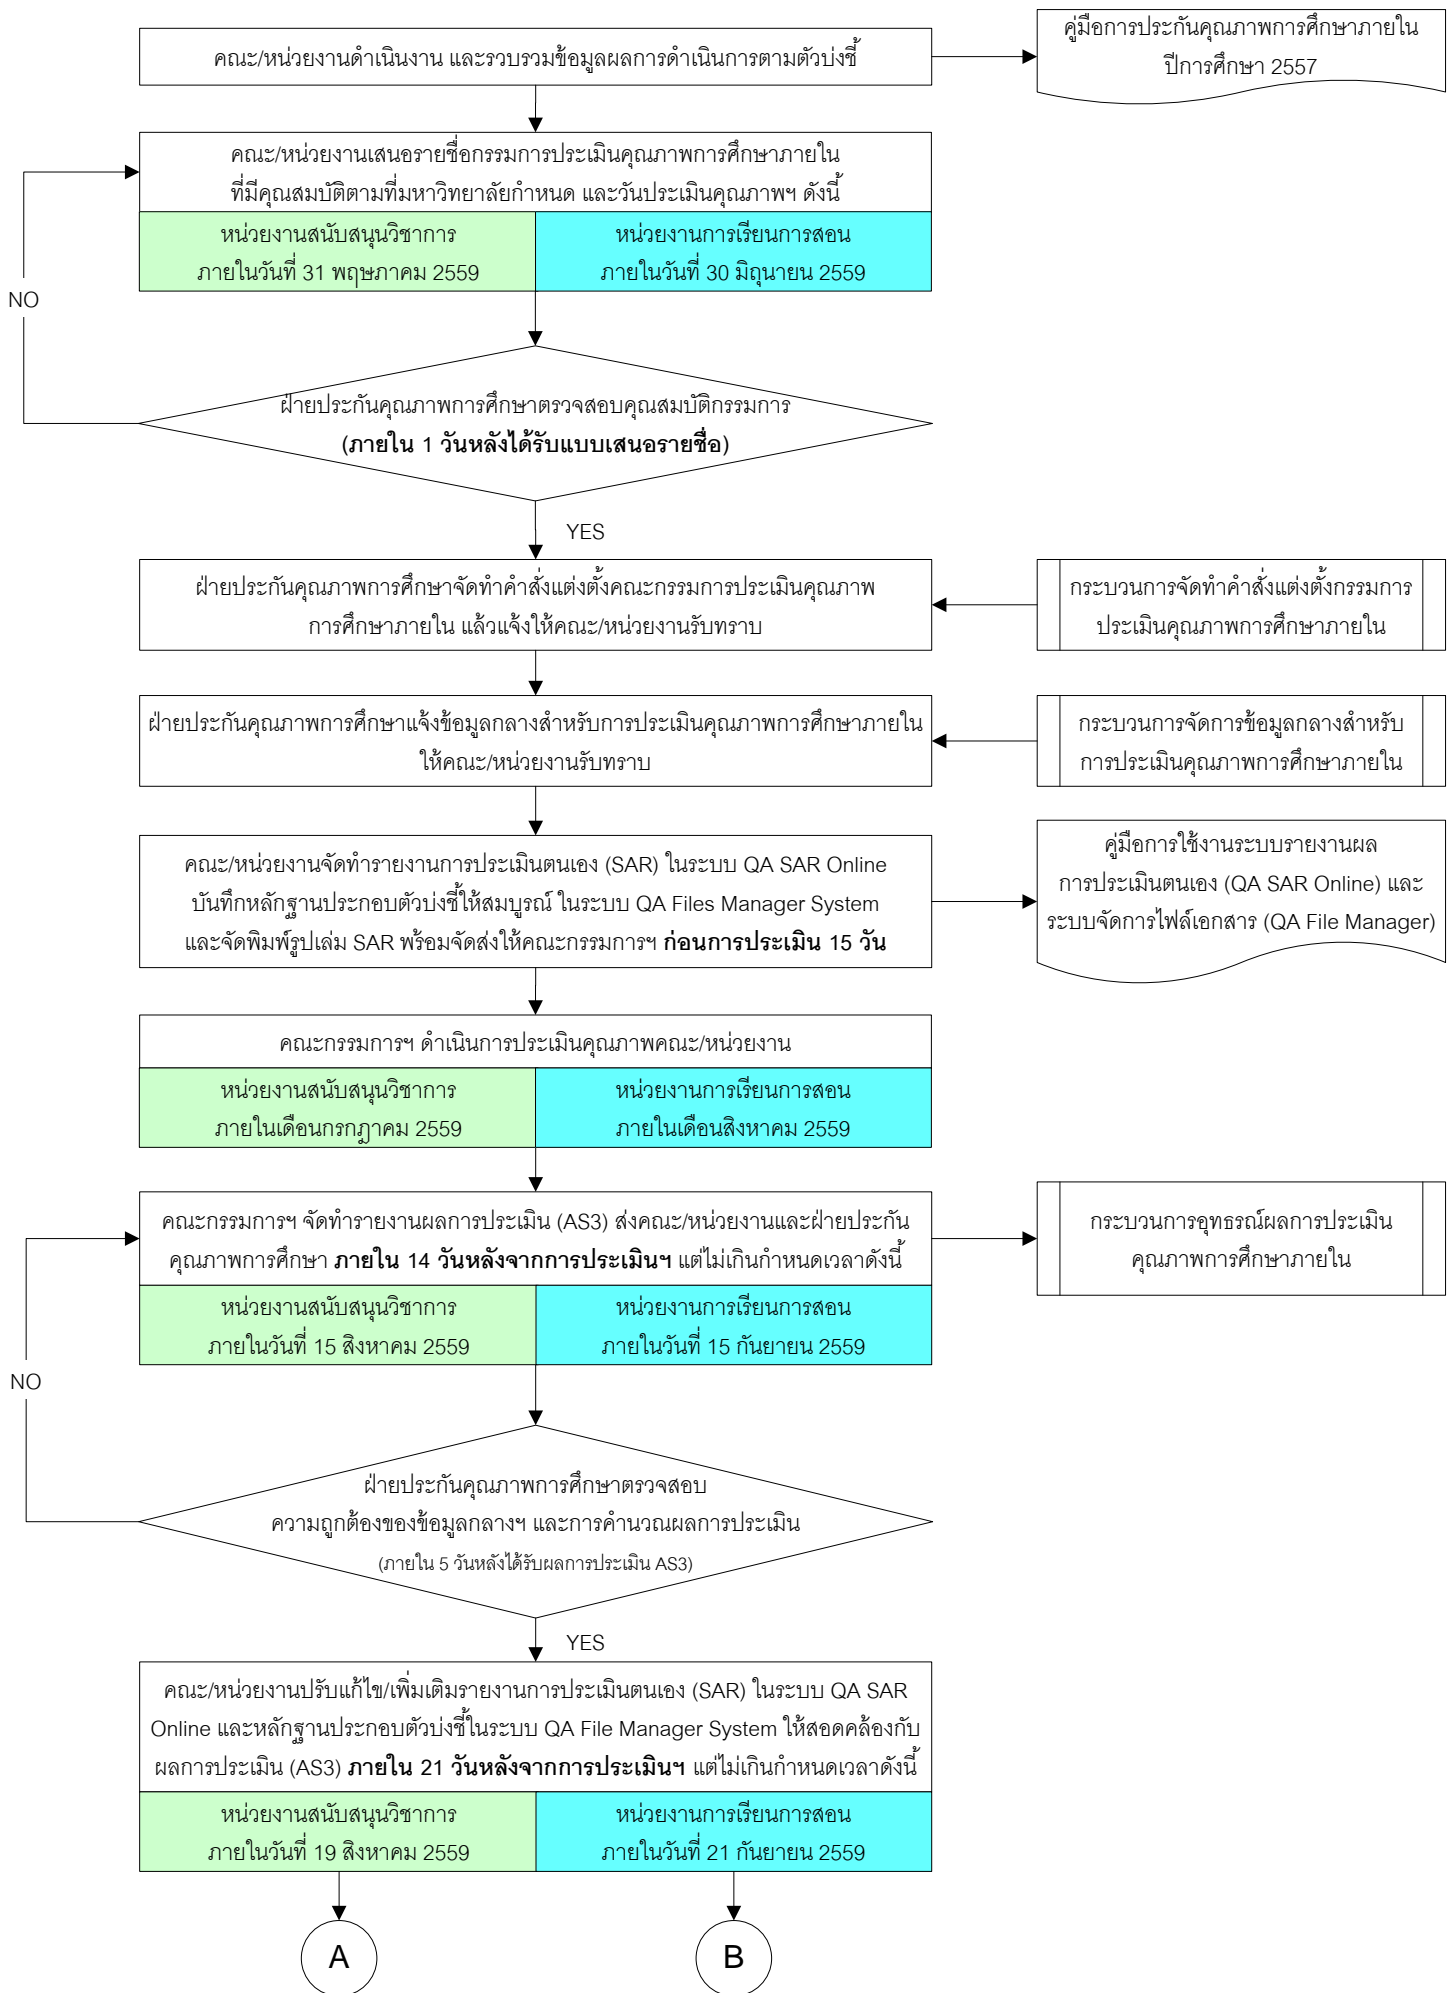 คณะ/หน่วยงานดำเนินงาน และรวบรวมข้อมูลผลการดำเนินการตามตัวบ่งชี้
คู่มือการประกันคุณภาพการศึกษาภายใน
ปีการศึกษา 2557
คณะ/หน่วยงานเสนอรายชื่อกรรมการประเมินคุณภาพการศึกษาภายใน
ที่มีคุณสมบัติตามที่มหาวิทยาลัยกำหนด และวันประเมินคุณภาพฯ ดังนี้
หน่วยงานสนับสนุนวิชาการ
ภายในวันที่ 31 พฤษภาคม 2559
หน่วยงานการเรียนการสอน
ภายในวันที่ 30 มิถุนายน 2559
NO
ฝ่ายประกันคุณภาพการศึกษาตรวจสอบคุณสมบัติกรรมการ
(ภายใน 1 วันหลังได้รับแบบเสนอรายชื่อ)
YES
ฝ่ายประกันคุณภาพการศึกษาจัดทำคำสั่งแต่งตั้งคณะกรรมการประเมินคุณภาพ
การศึกษาภายใน แล้วแจ้งให้คณะ/หน่วยงานรับทราบ
กระบวนการจัดทำคำสั่งแต่งตั้งกรรมการ
ประเมินคุณภาพการศึกษาภายใน
ฝ่ายประกันคุณภาพการศึกษาแจ้งข้อมูลกลางสำหรับการประเมินคุณภาพการศึกษาภายใน
ให้คณะ/หน่วยงานรับทราบ
กระบวนการจัดการข้อมูลกลางสำหรับ
การประเมินคุณภาพการศึกษาภายใน
คณะ/หน่วยงานจัดทำรายงานการประเมินตนเอง (SAR) ในระบบ QA SAR Online
บันทึกหลักฐานประกอบตัวบ่งชี้ให้สมบูรณ์ ในระบบ QA Files Manager System
และจัดพิมพ์รูปเล่ม SAR พร้อมจัดส่งให้คณะกรรมการฯ ก่อนการประเมิน 15 วัน
คู่มือการใช้งานระบบรายงานผล
การประเมินตนเอง (QA SAR Online) และ
ระบบจัดการไฟล์เอกสาร (QA File Manager)
คณะกรรมการฯ ดำเนินการประเมินคุณภาพคณะ/หน่วยงาน
หน่วยงานสนับสนุนวิชาการ
ภายในเดือนกรกฎาคม 2559
หน่วยงานการเรียนการสอน
ภายในเดือนสิงหาคม 2559
คณะกรรมการฯ จัดทำรายงานผลการประเมิน (AS3) ส่งคณะ/หน่วยงานและฝ่ายประกัน
คุณภาพการศึกษา ภายใน 14 วันหลังจากการประเมินฯ แต่ไม่เกินกำหนดเวลาดังนี้
กระบวนการอุทธรณ์ผลการประเมิน
คุณภาพการศึกษาภายใน
หน่วยงานสนับสนุนวิชาการ
ภายในวันที่ 15 สิงหาคม 2559
หน่วยงานการเรียนการสอน
ภายในวันที่ 15 กันยายน 2559
NO
ฝ่ายประกันคุณภาพการศึกษาตรวจสอบ
ความถูกต้องของข้อมูลกลางฯ และการคำนวณผลการประเมิน
(ภายใน 5 วันหลังได้รับผลการประเมิน AS3)
YES
คณะ/หน่วยงานปรับแก้ไข/เพิ่มเติมรายงานการประเมินตนเอง (SAR) ในระบบ QA SAR
Online และหลักฐานประกอบตัวบ่งชี้ในระบบ QA File Manager System ให้สอดคล้องกับ
ผลการประเมิน (AS3) ภายใน 21 วันหลังจากการประเมินฯ แต่ไม่เกินกำหนดเวลาดังนี้
หน่วยงานสนับสนุนวิชาการ
ภายในวันที่ 19 สิงหาคม 2559
หน่วยงานการเรียนการสอน
ภายในวันที่ 21 กันยายน 2559
A
B